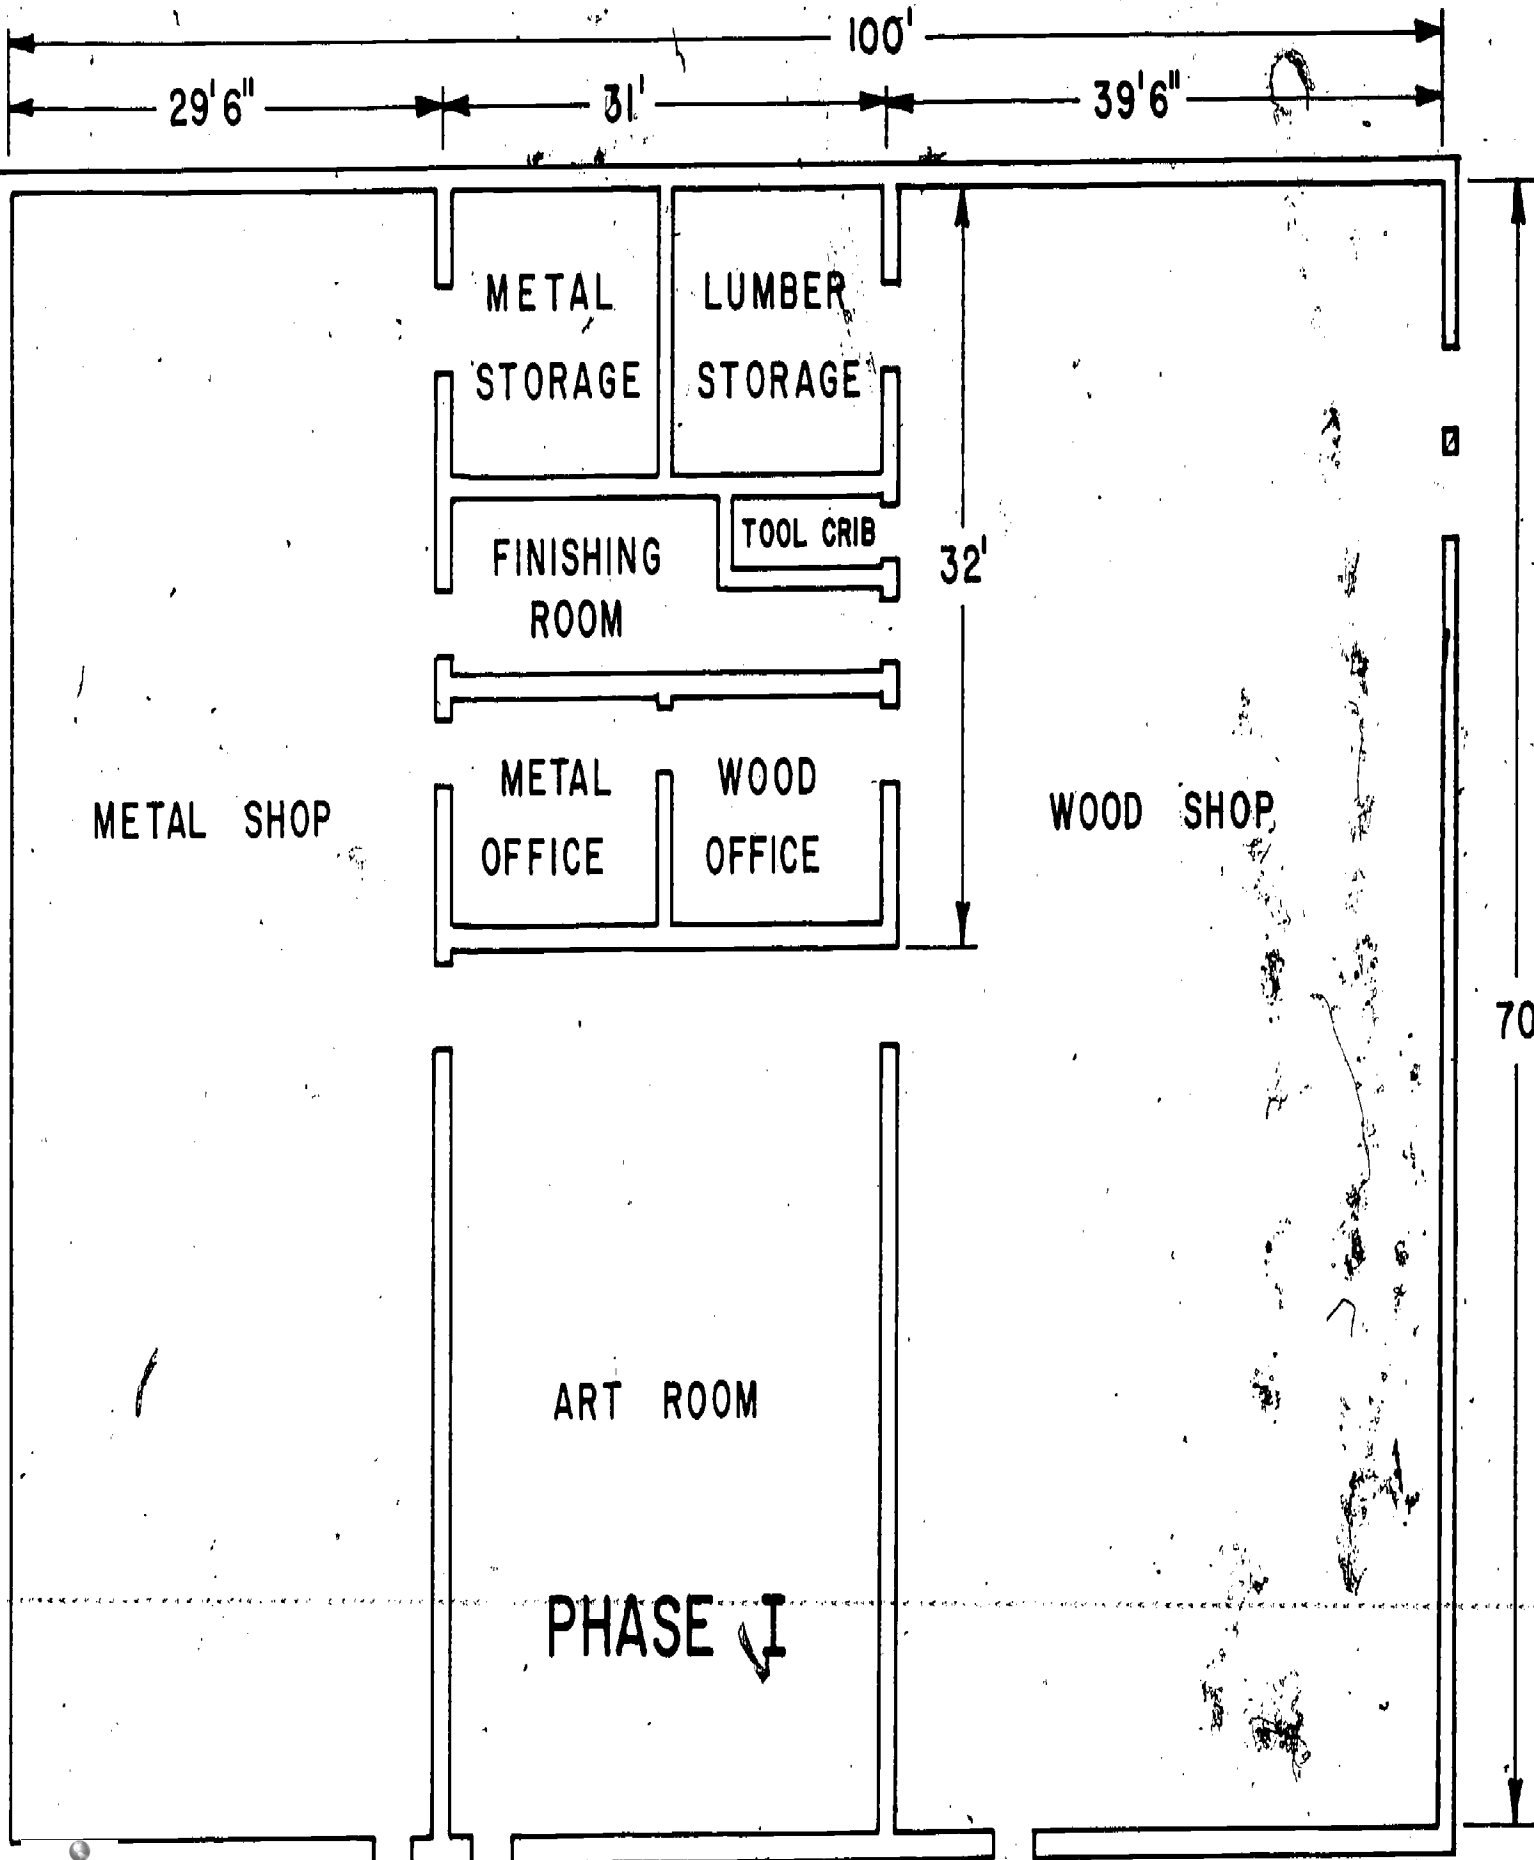 100'
29'6" 31' 39'6"
METAL
STORAGE
LUMBER
STORAGE
TOOL CRIB
FINISHING
ROOM
32'
METAL
OFFICE
WOOD
OFFICE
METAL SHOP
WOOD SHOP
70
ART ROOM
PHASE I